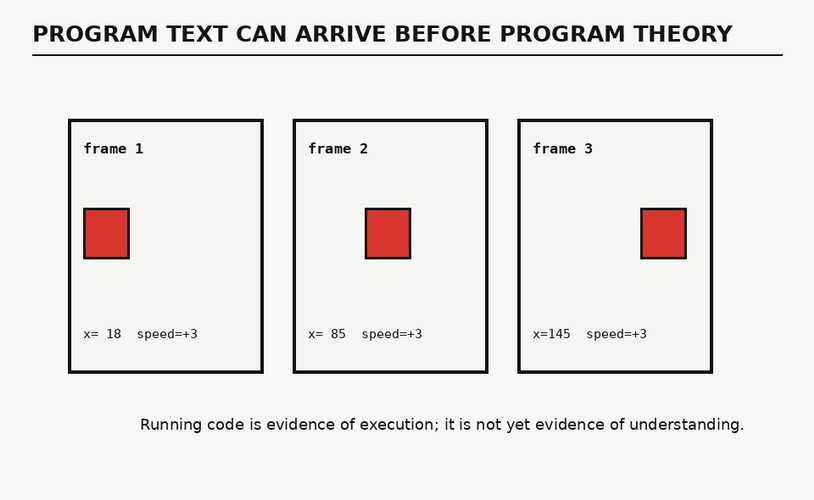 PROGRAM TEXT CAN ARRIVE BEFORE PROGRAM THEORY
frame 1
frame 2
frame 3
x= 18  speed=+3
x= 85  speed=+3
x=145  speed=+3
Running code is evidence of execution; it is not yet evidence of understanding.